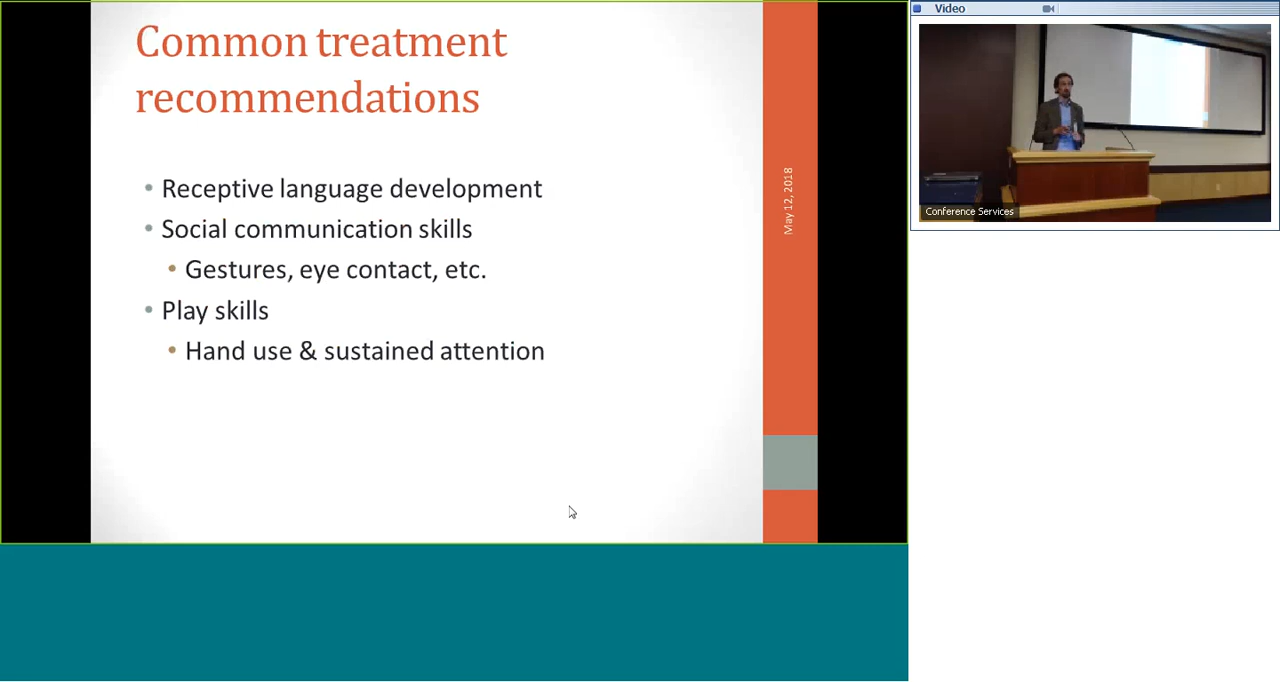 Common treatment
recommendations
• Receptive language development
• Social communication skills
• Gestures, eye contact, etc.
• Play skills
• Hand use & sustained attention
May 12, 2018
Video
Conference Services